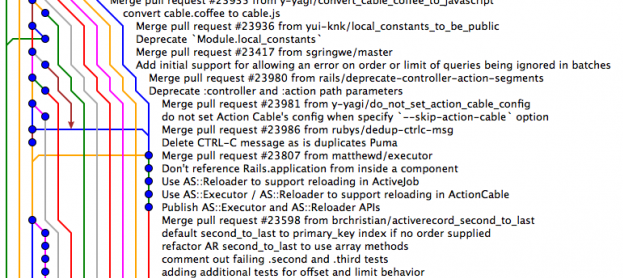 Merge pull request #23935 from y-yagi/convert_cable_coffee_to_javascript
convert cable.coffee to cable.js
Merge pull request #23936 from yui-knk/local_constants_to_be_public
Deprecate `Module.local_constants`
Merge pull request #23417 from sgringwe/master
Add initial support for allowing an error on order or limit of queries being ignored in batches
Merge pull request #23980 from rails/deprecate-controller-action-segments
Deprecate :controller and :action path parameters
Merge pull request #23981 from y-yagi/do_not_set_action_cable_config
do not set Action Cable's config when specify `--skip-action-cable` option
Merge pull request #23986 from rubys/dedup-ctrlc-msg
Delete CTRL-C message as is duplicates Puma
Merge pull request #23807 from matthewd/executor
Don't reference Rails.application from inside a component
Use AS::Reloader to support reloading in ActiveJob
Use AS::Executor / AS::Reloader to support reloading in ActionCable
Publish AS::Executor and AS::Reloader APIs
Merge pull request #23598 from brchristian/activerecord_second_to_last
default second_to_last to primary_key index if no order supplied
refactor AR second_to_last to use array methods
comment out failing .second and .third tests
adding additional tests for offset and limit behavior